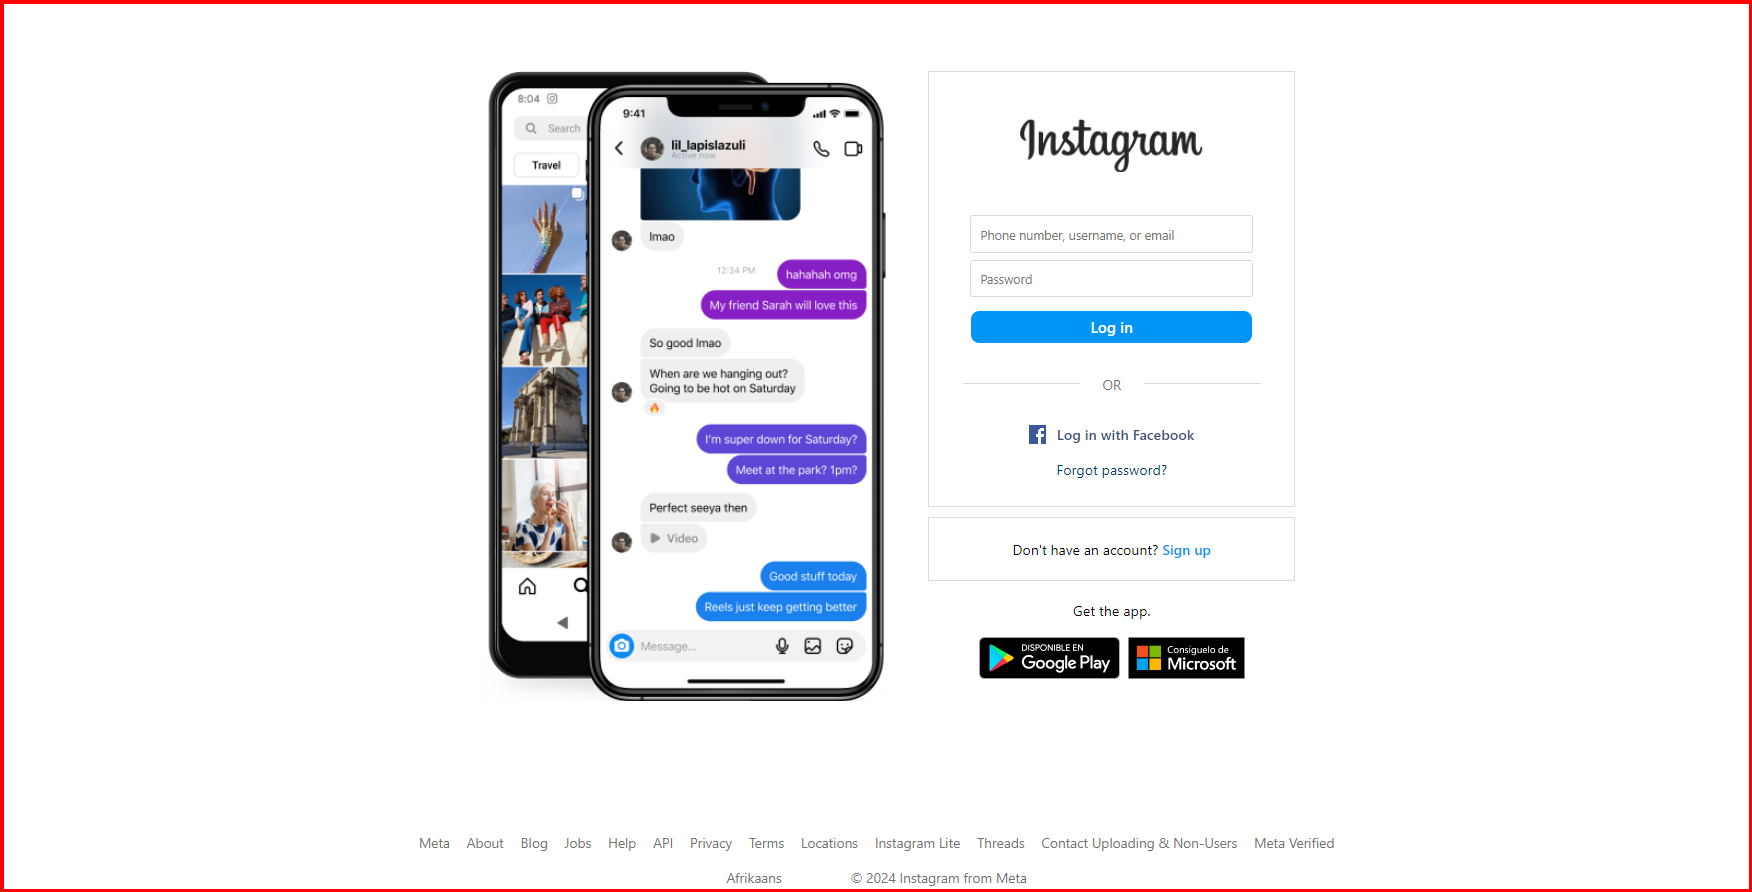 8:04
Search
Travel
9:41
lil_lapislazuli
Active now
lmao
12:34 PM
hahahah omg
My friend Sarah will love this
So good lmao
When are we hanging out?
Going to be hot on Saturday
I'm super down for Saturday?
Meet at the park? 1pm?
Perfect seeya then
Video
Good stuff today
Reels just keep getting better
Message...
Instagram
Phone number, username, or email
Password
Log in
OR
Log in with Facebook
Forgot password?
Don't have an account? Sign up
Get the app.
DISPONIBLE EN
Google Play
Consíguelo de
Microsoft
Meta About Blog Jobs Help API Privacy Terms Locations Instagram Lite Threads Contact Uploading & Non-Users Meta Verified
Afrikaans © 2024 Instagram from Meta